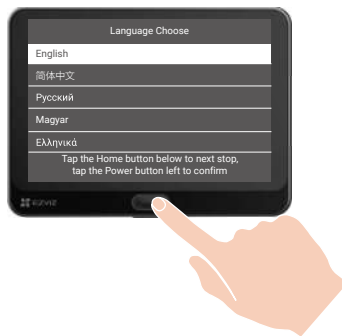 Language Choose
English
简体中文
Русский
Magyar
Ελληνικά
Tap the Home button below to next stop,
tap the Power button left to confirm
EZVIZ